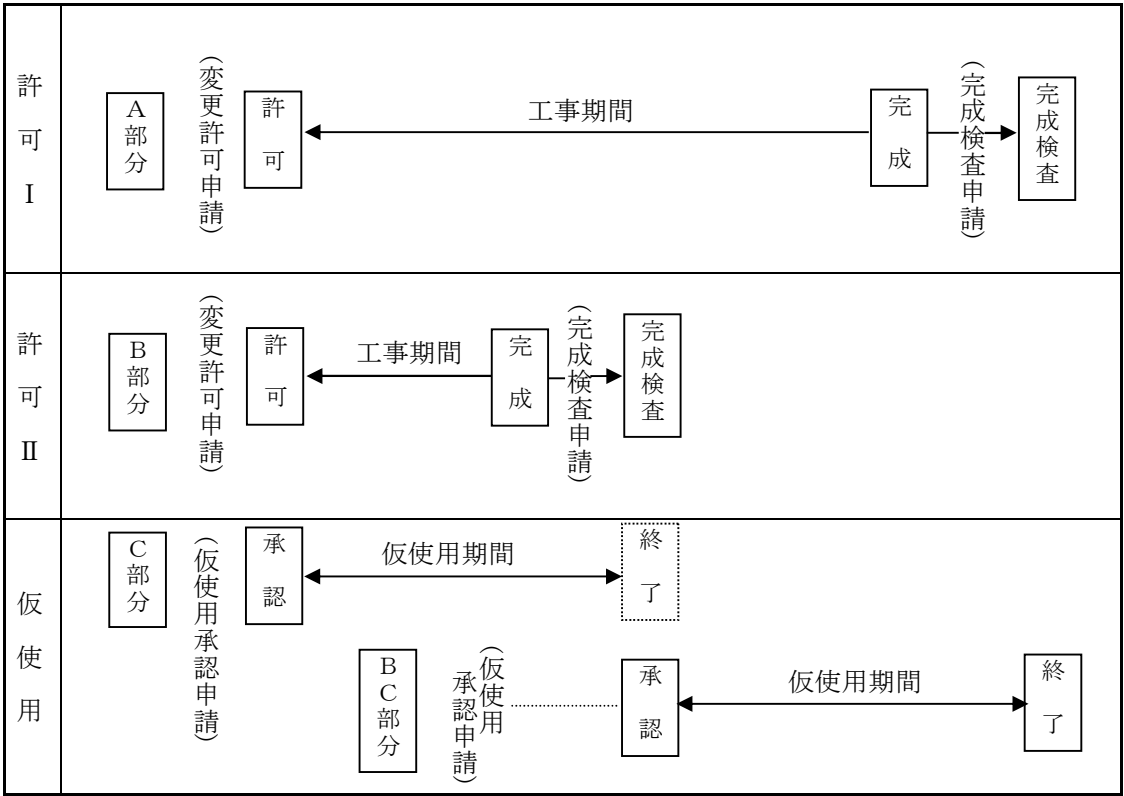 許可Ⅰ
A部分
(変更許可申請)
許可
工事期間
完成
(完成検査申請)
完成検査
許可Ⅱ
B部分
(変更許可申請)
許可
工事期間
完成
(完成検査申請)
完成検査
仮使用
C部分
(仮使用承認申請)
承認
仮使用期間
終了
BC部分
(仮使用
承認申請)
承認
仮使用期間
終了